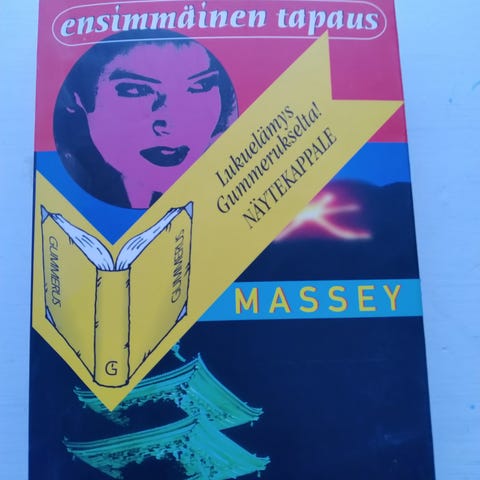 ensimmäinen tapaus
Lukuelämys
Gummerukselta!
NÄYTEKAPPALE
GUMMERUS
GUMMERUS
G
MASSEY